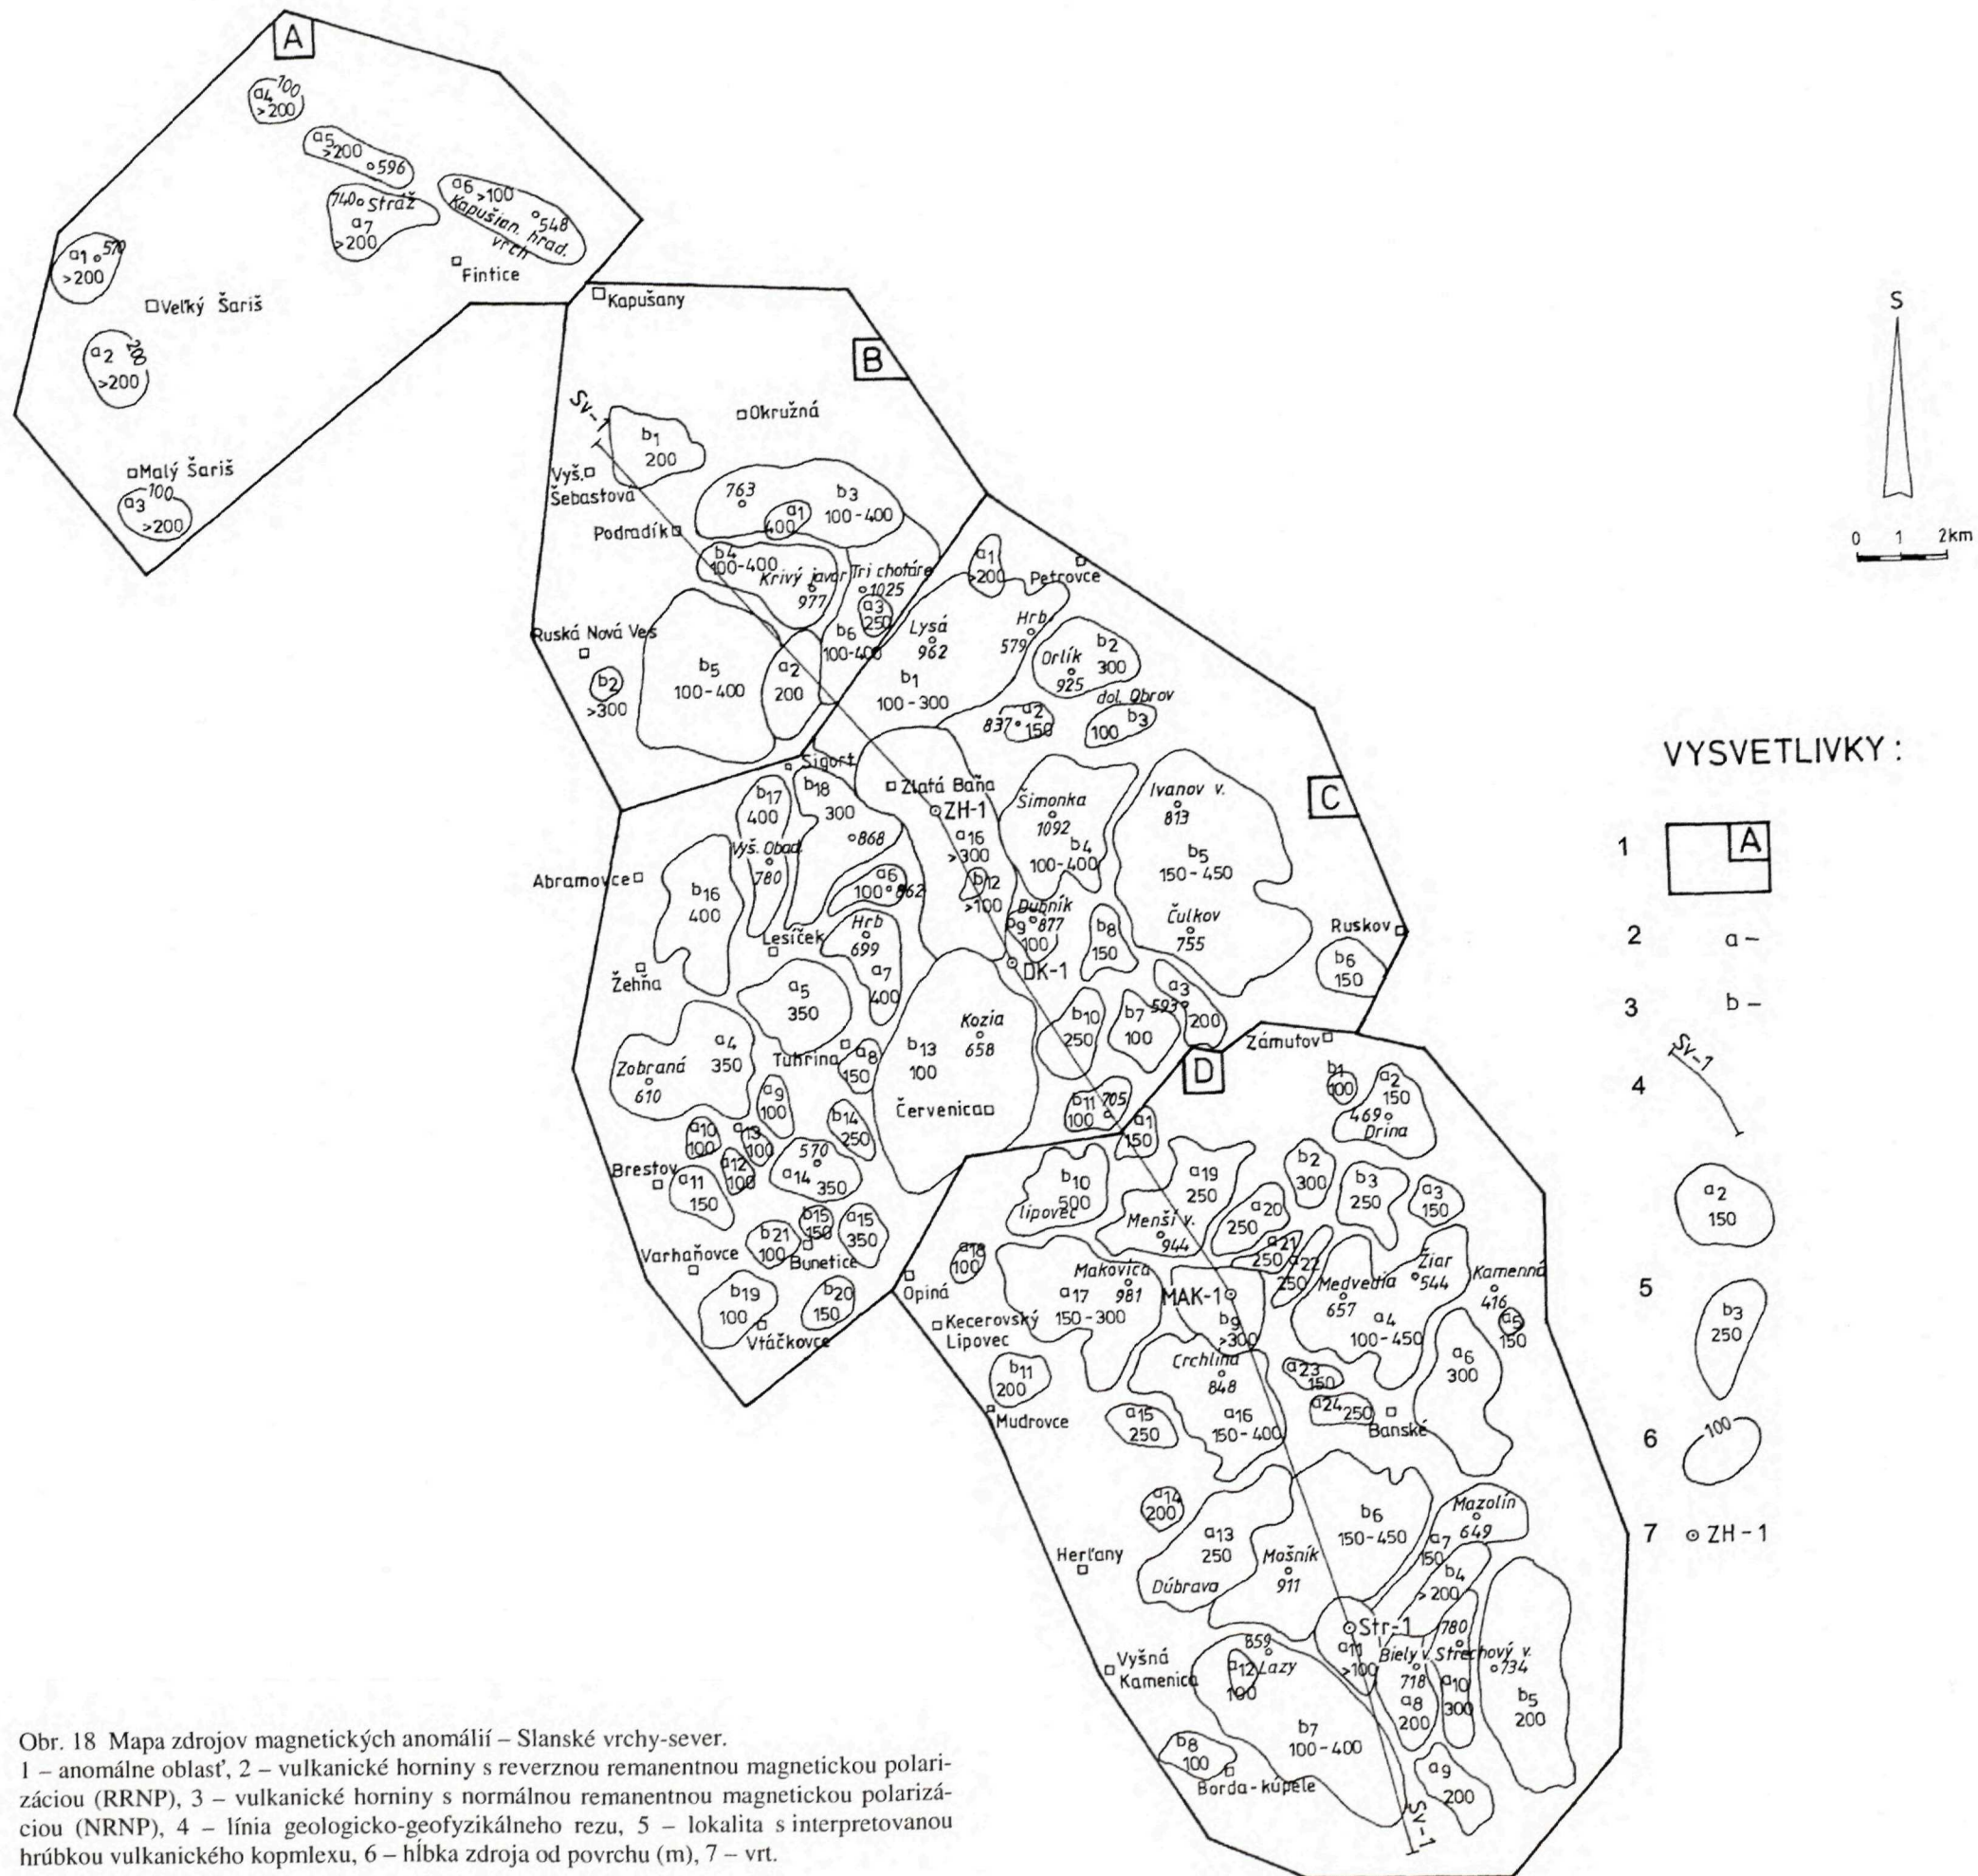 A
a4 100
>200
a5
>200 596
740 Stráž
a7
>200
a6 >100
548
Kapušian. hrad.
vrch
Fintice
a1 570
>200
Veľký Šariš
a2 200
>200
Malý Šariš
a3 100
>200
Kapušany
B
Sv-1
Okružná
b1
200
Vyš.
Šebastová
763
b3
100-400
a1
400
Podradík
b4
100-400
Krivý javor
977
Tri chotáre
1025
a3
250
b6
100-400
Ruská Nová Ves
b2
>300
b5
100-400
a2
200
Sigort
C
a1
>200
Petrovce
Lysá
962
Hrb
579
b1
100-300
Orlík
925
b2
300
dol. Obrov
837
a2
150
b3
100
Zlatá Baňa
ZH-1
b17
400
b18
300
868
Vyš. Obad
780
a16
>300
Šimonka
1092
b4
100-400
Ivanov v.
813
b5
150-450
Čulkov
755
Abramovce
b16
400
a6
100 862
b12
>100
Dubník
877
b9
100
b8
150
DK-1
Ruskov
b6
150
Lesíček
Hrb
699
a7
400
Žehňa
a5
350
a3
593
200
b10
250
b7
100
Kozia
658
b13
100
a4
350
Zobraná
610
Tuhrina
a8
150
a9
100
Červenica
b11 705
100
b14
250
a10
100
a13
100
a12
100
570
a14 350
Brestov
a11
150
b15
150
a15
350
b21
100
Bunetice
Varhaňovce
b19
100
b20
150
Vtáčkovce
D
Zámutov
a1
150
b1
100
a2
150
469
Drina
b10
500
lipovec
a19
250
Menší v.
944
b2
300
b3
250
a3
150
a20
250
a21
250
a22
250
a18
100
Opiná
Makovica
981
a17
150-300
MAK-1
b9
>300
Medvedia
657
Žiar
544
a4
100-450
Kamenná
416
a5
150
Kecerovský
Lipovec
b11
200
Mudrovce
Crchlina
848
a16
150-400
a23
150
a24 250
Banské
a6
300
a15
250
a14
200
a13
250
Dúbrava
Herľany
Mošník
911
b6
150-450
Mazolín
649
a7
150
b4
>200
Str-1
a11
>100
780
Biely v.
718
Strechový v.
734
a8
200
a10
300
b5
200
859
Lazy
a12
100
Vyšná
Kamenica
b7
100-400
b8
100
Borda-kúpele
a9
200
Sv-1
S
0 1 2km
VYSVETLIVKY :
1 A
2 a –
3 b –
4 Sv-1
5 a2
150
b3
250
6 100
7 ZH-1
Obr. 18 Mapa zdrojov magnetických anomálií – Slanské vrchy-sever.
1 – anomálne oblasť, 2 – vulkanické horniny s reverznou remanentnou magnetickou polari-
záciou (RRNP), 3 – vulkanické horniny s normálnou remanentnou magnetickou polarizá-
ciou (NRNP), 4 – línia geologicko-geofyzikálneho rezu, 5 – lokalita s interpretovanou
hrúbkou vulkanického kopmlexu, 6 – hĺbka zdroja od povrchu (m), 7 – vrt.